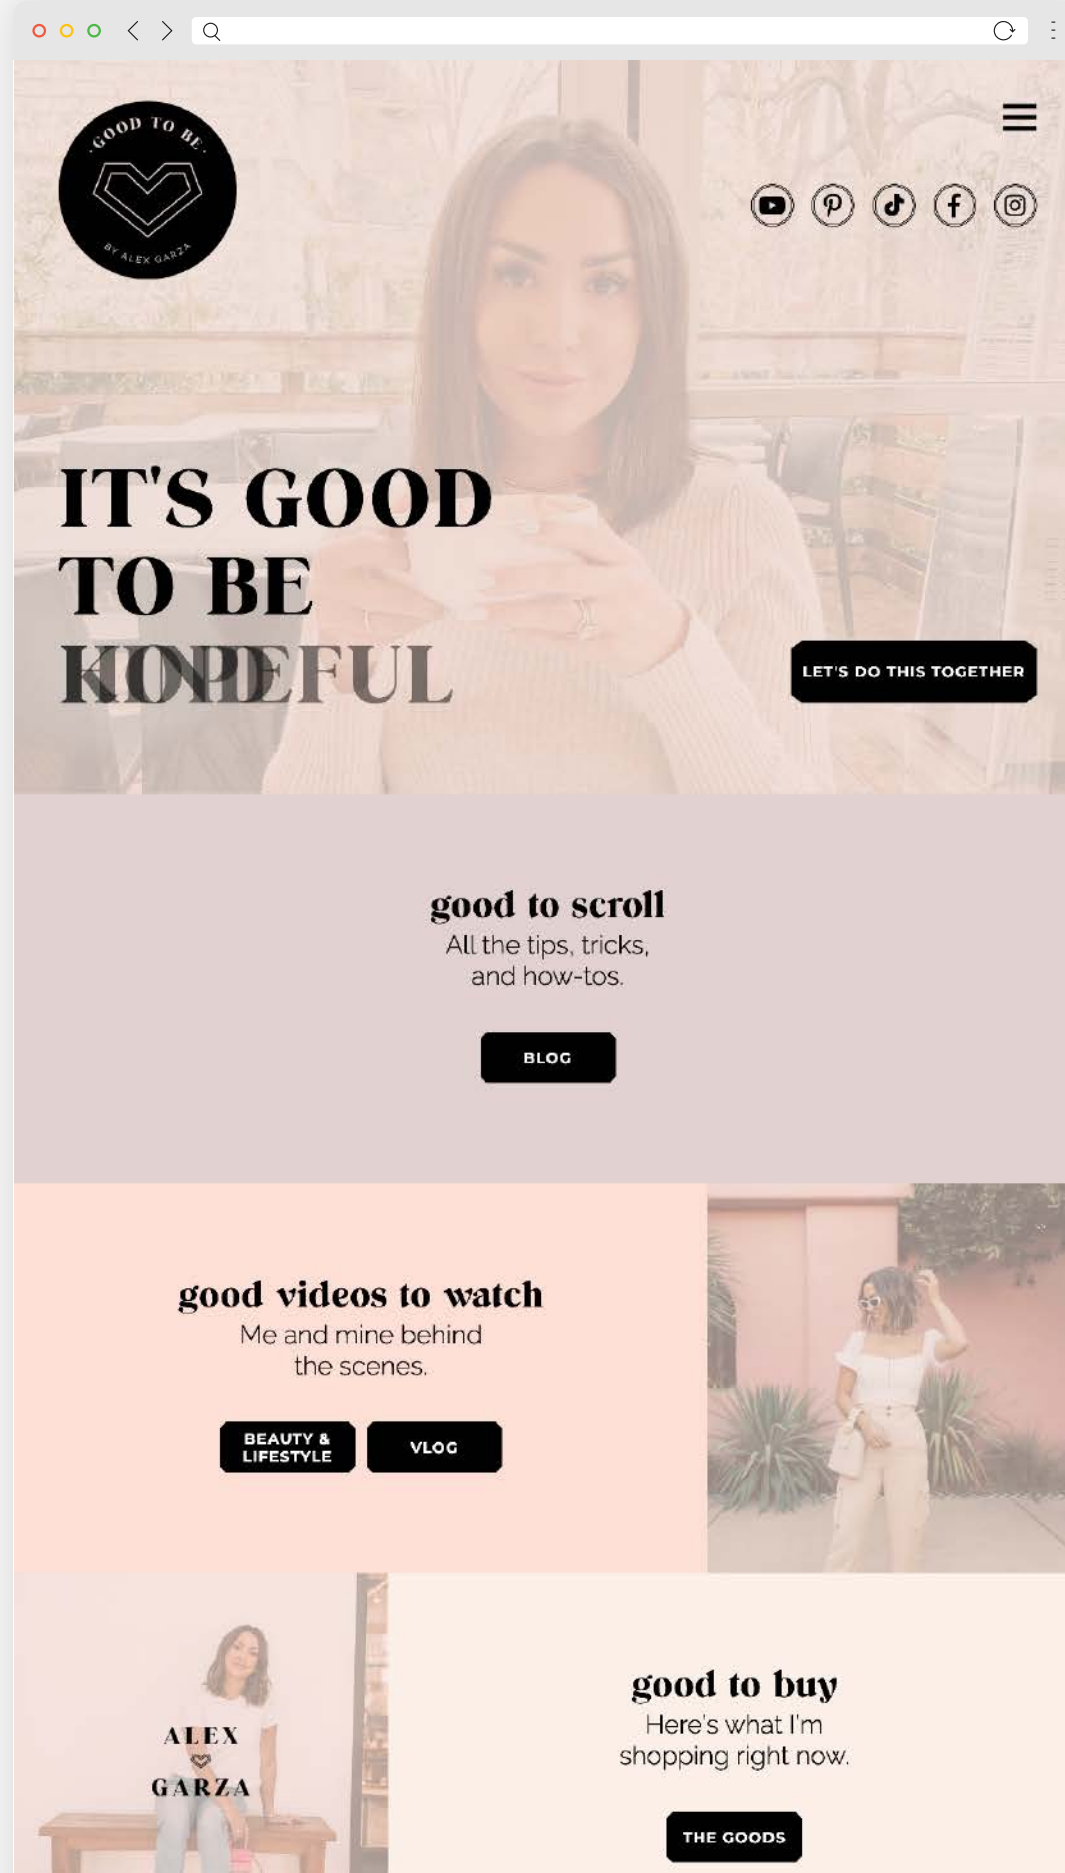 ·GOOD TO BE·
BY ALEX GARZA
IT'S GOOD
TO BE
KIND
HOPEFUL
LET'S DO THIS TOGETHER
good to scroll
All the tips, tricks,
and how-tos.
BLOG
good videos to watch
Me and mine behind
the scenes.
BEAUTY &
LIFESTYLE
VLOG
ALEX
GARZA
good to buy
Here's what I'm
shopping right now.
THE GOODS